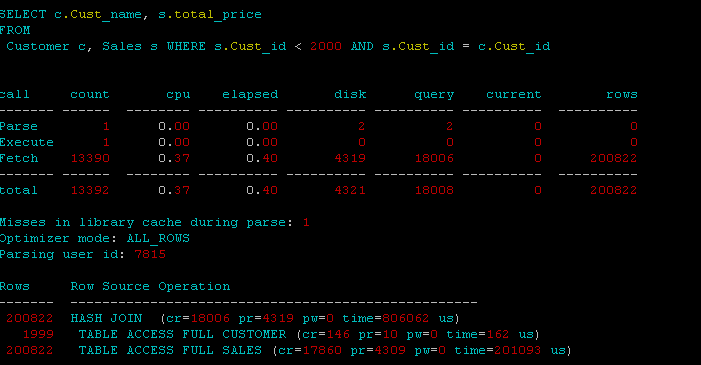 SELECT c.Cust_name, s.total_price
FROM
 Customer c, Sales s WHERE s.Cust_id < 2000 AND s.Cust_id = c.Cust_id
call     count       cpu    elapsed       disk      query    current        rows
------- ------  -------- ---------- ---------- ---------- ----------  ----------
Parse        1      0.00       0.00          2          2          0           0
Execute      1      0.00       0.00          0          0          0           0
Fetch    13390      0.37       0.40       4319      18006          0      200822
------- ------  -------- ---------- ---------- ---------- ----------  ----------
total    13392      0.37       0.40       4321      18008          0      200822
Misses in library cache during parse: 1
Optimizer mode: ALL_ROWS
Parsing user id: 7815
Rows     Row Source Operation
-------  ---------------------------------------------------
 200822  HASH JOIN  (cr=18006 pr=4319 pw=0 time=806062 us)
   1999   TABLE ACCESS FULL CUSTOMER (cr=146 pr=10 pw=0 time=162 us)
 200822   TABLE ACCESS FULL SALES (cr=17860 pr=4309 pw=0 time=201093 us)